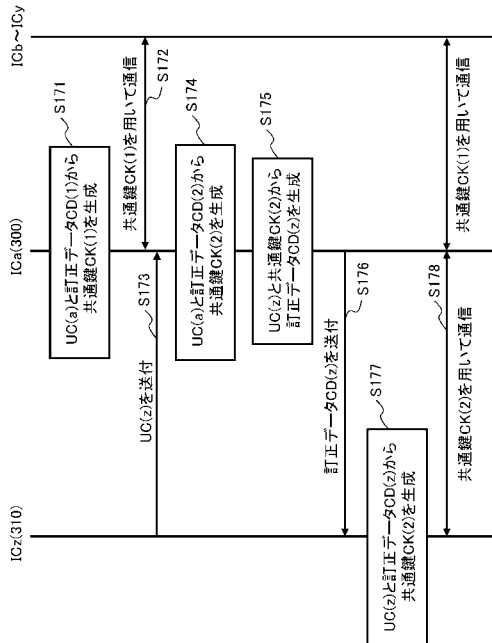 ICz(310)
ICa(300)
ICb～ICy
S171
UC(a)と訂正データCD(1)から
共通鍵CK(1)を生成
共通鍵CK(1)を用いて通信
S172
UC(z)を送付
S173
S174
UC(a)と訂正データCD(2)から
共通鍵CK(2)を生成
S175
UC(z)と共通鍵CK(2)から
訂正データCD(z)を生成
訂正データCD(z)を送付
S176
S177
UC(z)と訂正データCD(z)から
共通鍵CK(2)を生成
共通鍵CK(1)を用いて通信
共通鍵CK(2)を用いて通信
S178